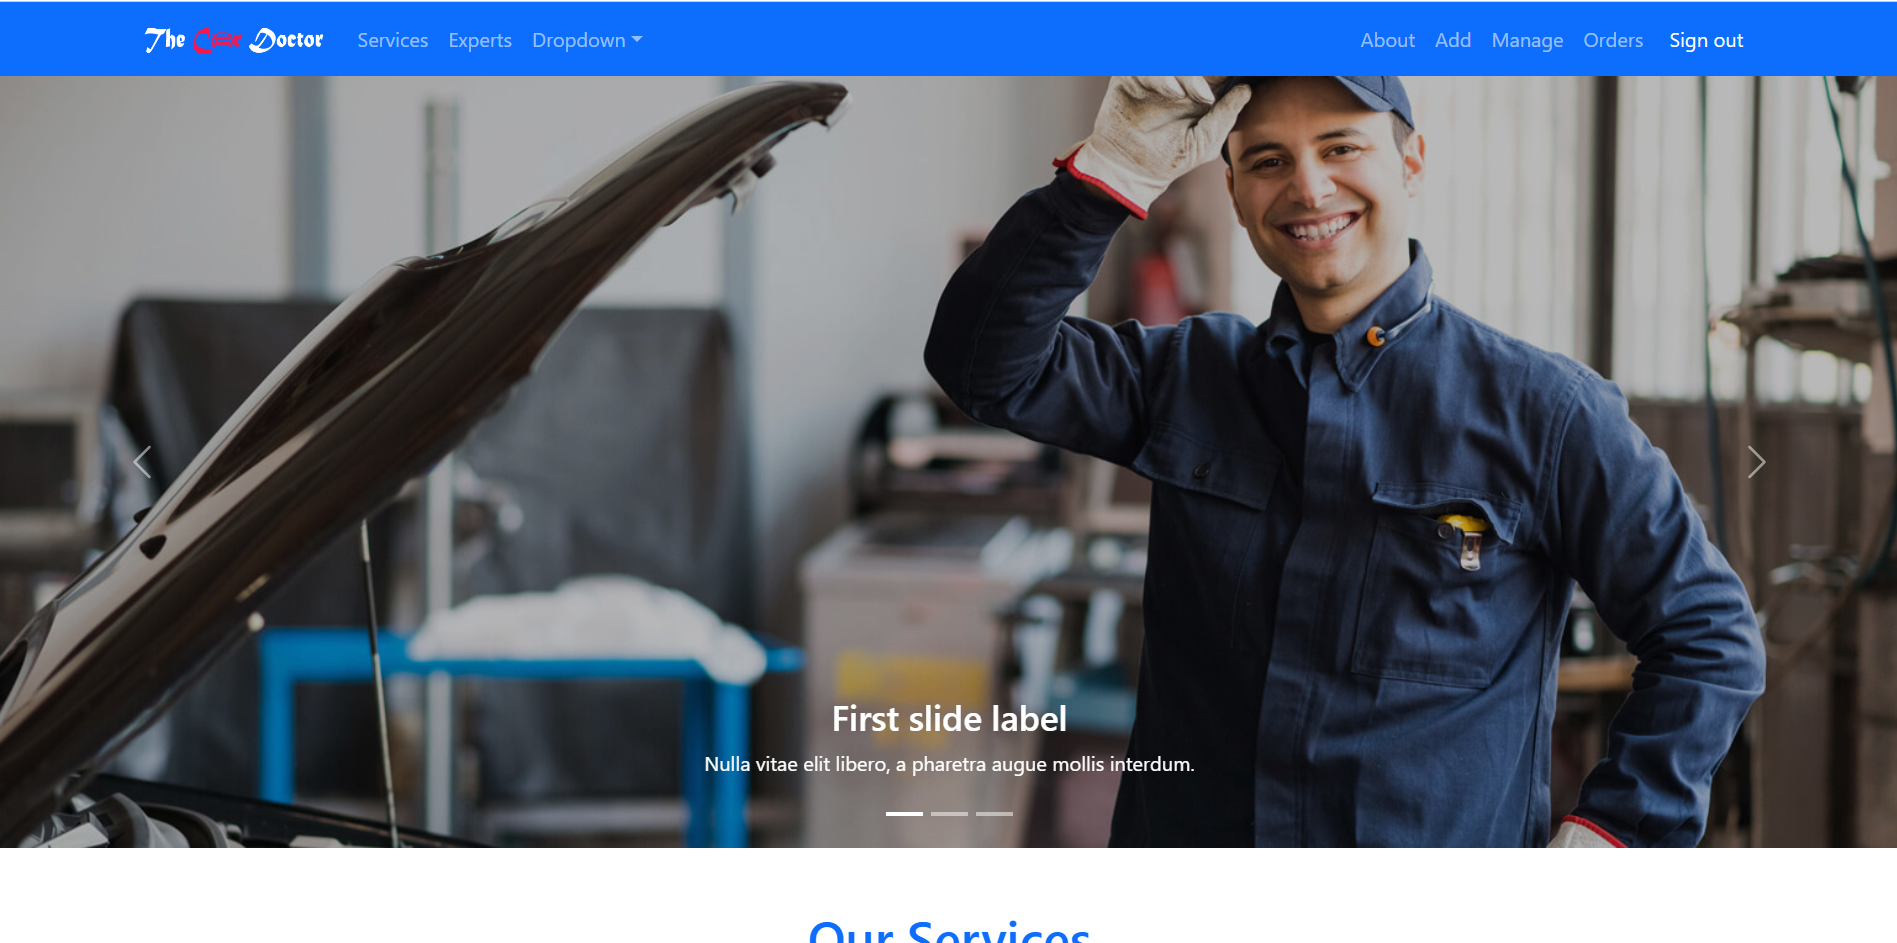 The Car Doctor Services Experts Dropdown About Add Manage Orders Sign out
First slide label
Nulla vitae elit libero, a pharetra augue mollis interdum.
Our Services